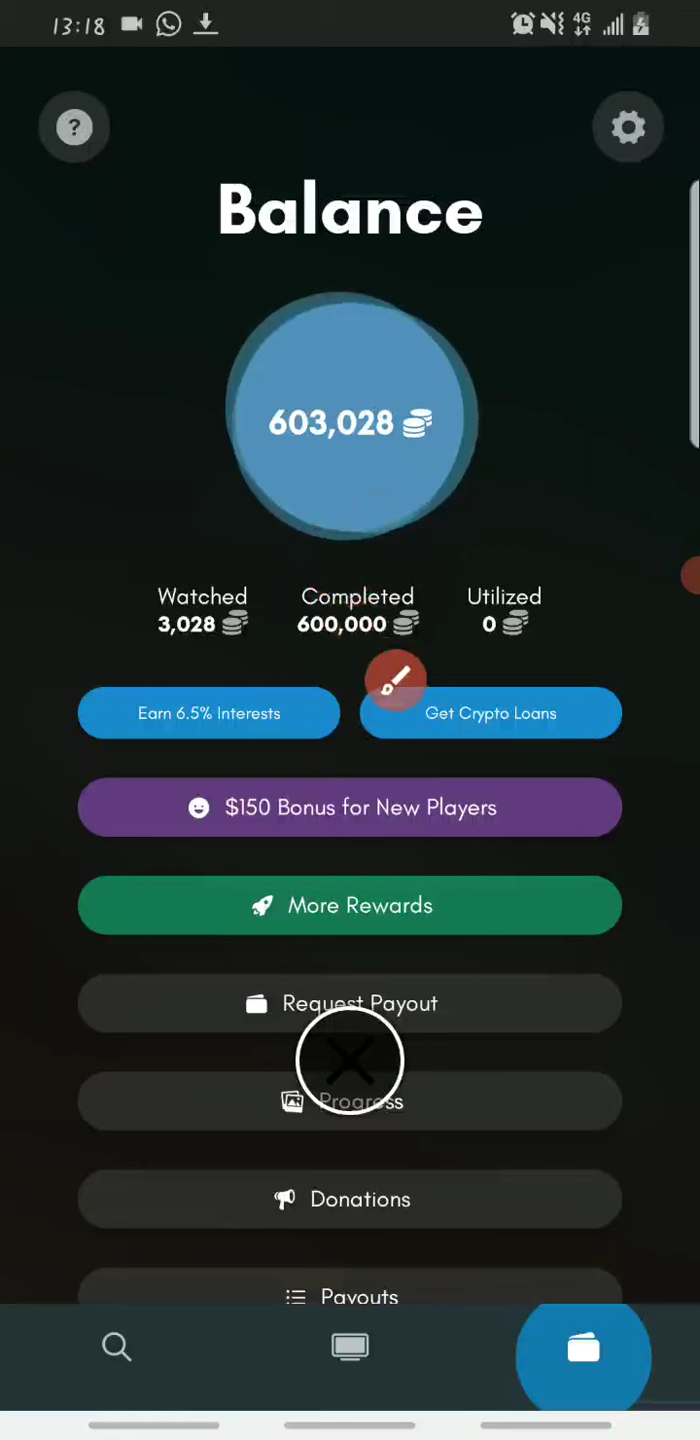 13:18
4G
?
Balance
603,028
Watched Completed Utilized
3,028 600,000 0
Earn 6.5% Interests Get Crypto Loans
$150 Bonus for New Players
More Rewards
Request Payout
Progress
Donations
Payouts